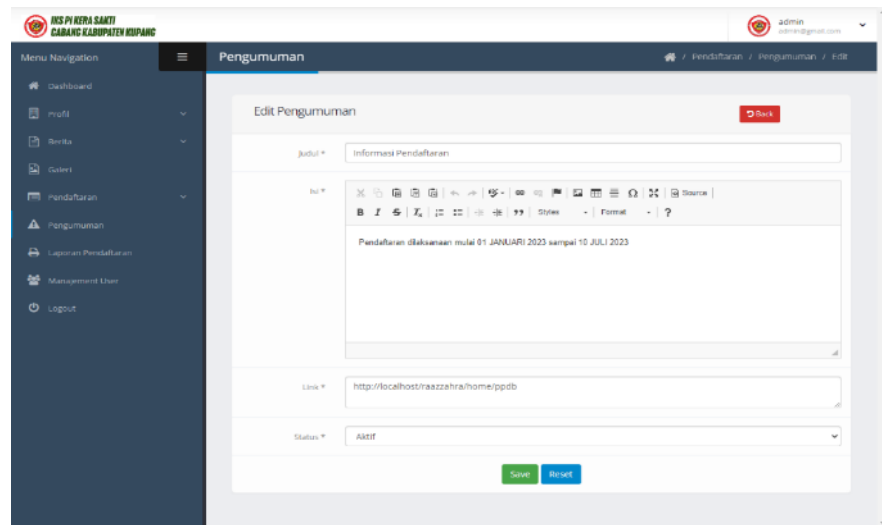 IKS PI KERA SAKTI
CABANG KABUPATEN KUPANG
admin
admin@gmail.com
Menu Navigation
Pengumuman
/ Pendaftaran / Pengumuman / Edit
Dashboard
Profil
Berita
Galeri
Pendaftaran
Pengumuman
Laporan Pendaftaran
Management User
Logout
Edit Pengumuman
Back
Judul *
Informasi Pendaftaran
Isi *
Source
Styles
Format
?
Pendaftaran dilaksanaan mulai 01 JANUARI 2023 sampai 10 JULI 2023
Link *
http://localhost/raazzahra/home/ppdb
Status *
Aktif
Save
Reset